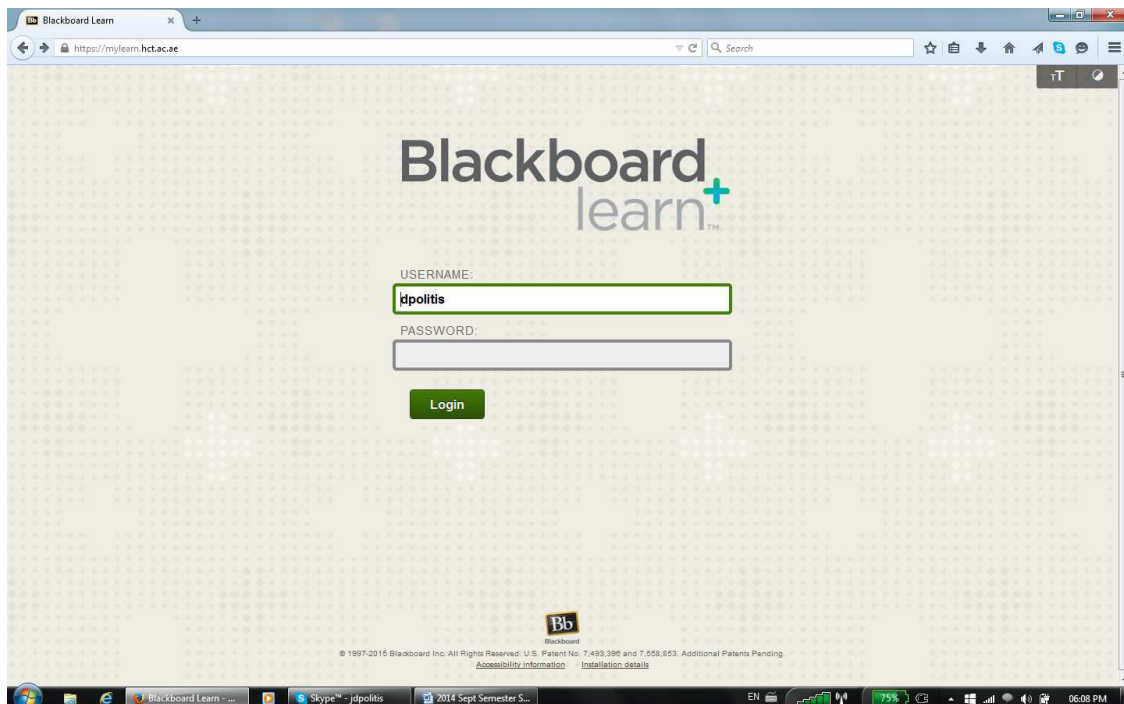 Blackboard Learn
https://mylearn.hct.ac.ae
Search
TT
Blackboard
learn+
TM
USERNAME:
dpolitis
PASSWORD:
Login
Bb
Blackboard
© 1997-2015 Blackboard Inc. All Rights Reserved. U.S. Patent No. 7,493,396 and 7,558,853. Additional Patents Pending.
Accessibility information · Installation details
Blackboard Learn - ...
Skype™ - jdpolitis
2014 Sept Semester S...
EN
75%
06:08 PM